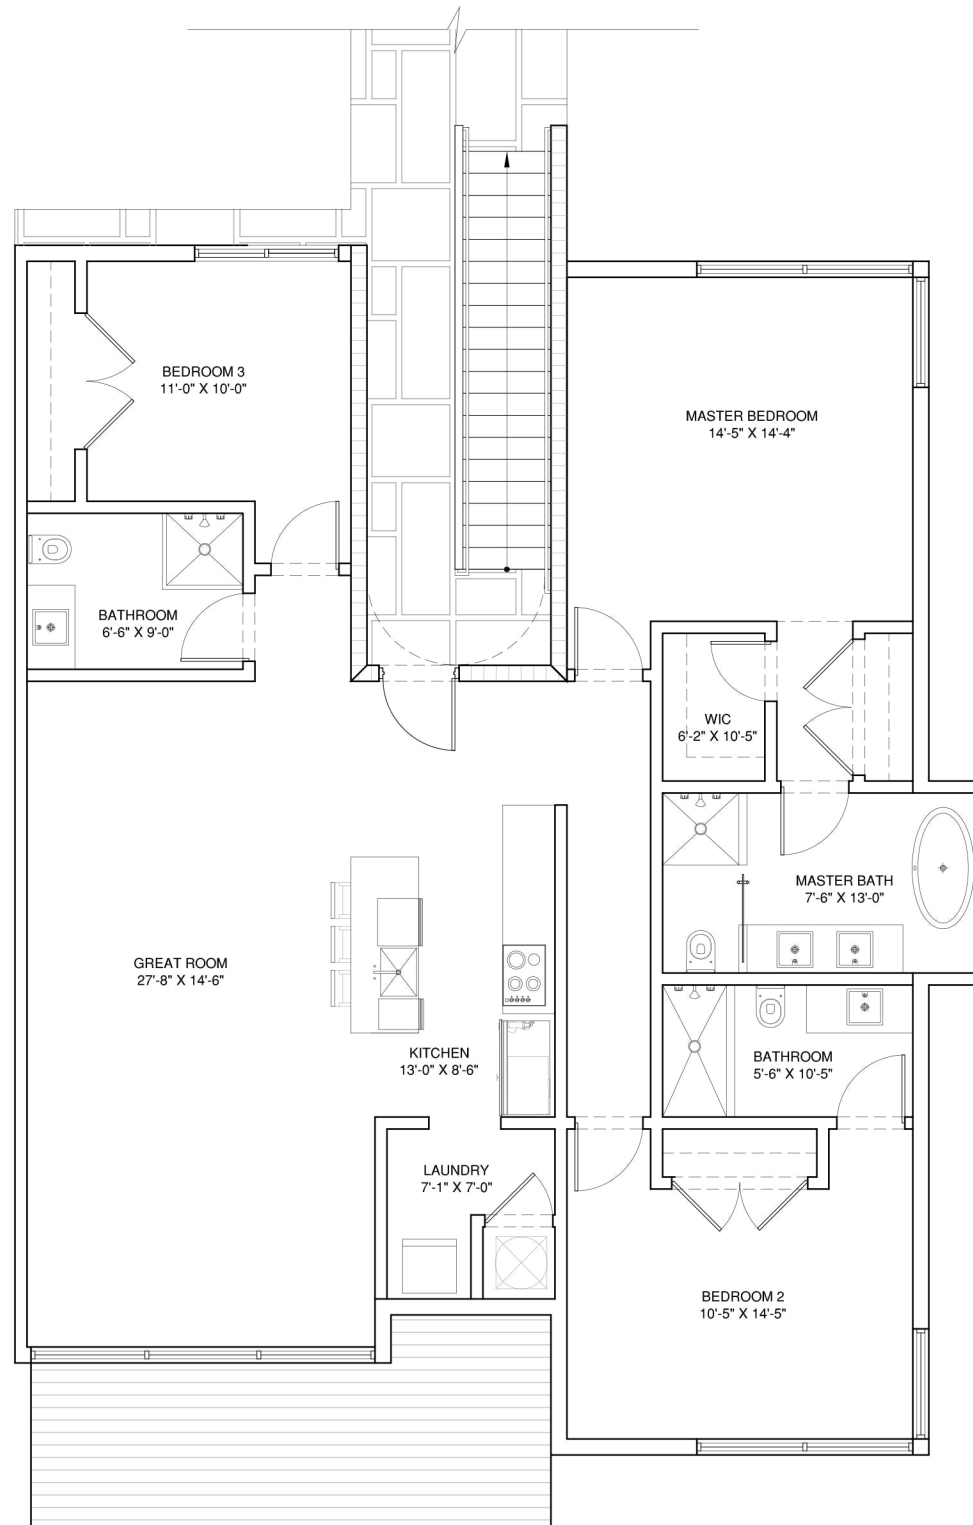 BEDROOM 3
11'-0" X 10'-0"
MASTER BEDROOM
14'-5" X 14'-4"
BATHROOM
6'-6" X 9'-0"
WIC
6'-2" X 10'-5"
MASTER BATH
7'-6" X 13'-0"
GREAT ROOM
27'-8" X 14'-6"
KITCHEN
13'-0" X 8'-6"
BATHROOM
5'-6" X 10'-5"
LAUNDRY
7'-1" X 7'-0"
BEDROOM 2
10'-5" X 14'-5"